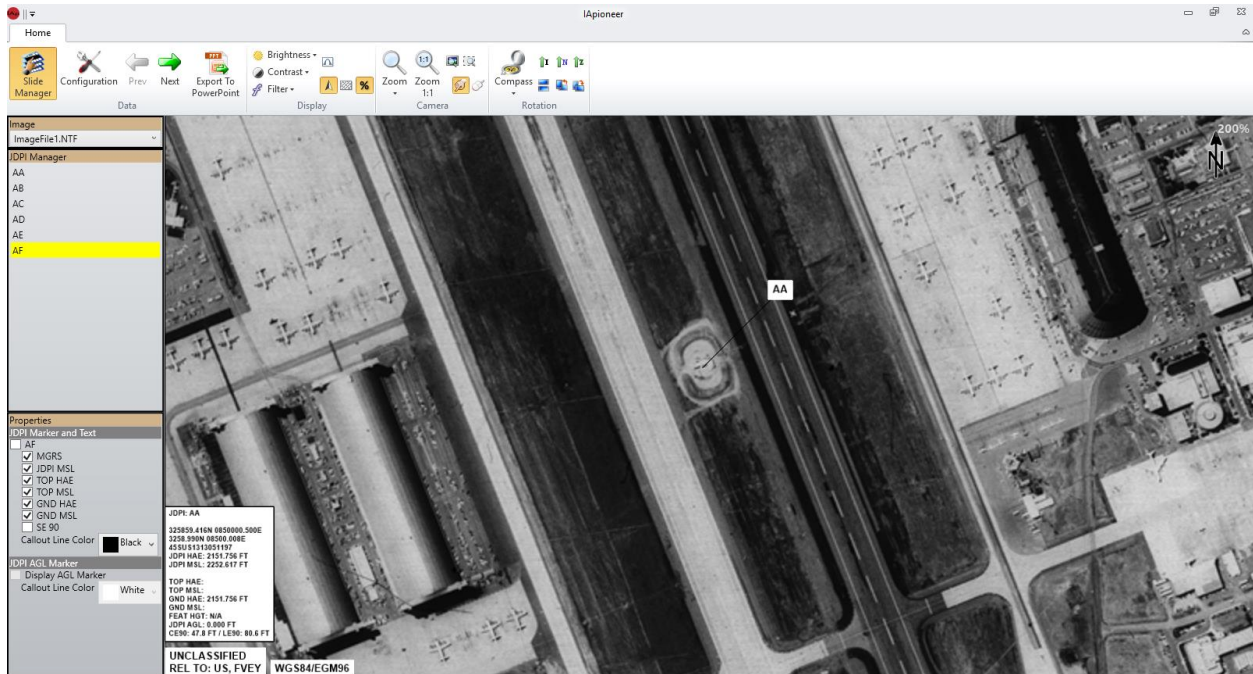 IApioneer
Home
Slide Manager
Configuration
Prev
Next
Export To PowerPoint
Data
Brightness
Contrast
Filter
%
Display
Zoom
1:1
Zoom 1:1
Camera
Compass
I
N
Z
Rotation
Image
ImageFile1.NTF
JDPI Manager
AA
AB
AC
AD
AE
AF
Properties
JDPI Marker and Text
AF
MGRS
JDPI MSL
TOP HAE
TOP MSL
GND HAE
GND MSL
SE 90
Callout Line Color Black
JDPI AGL Marker
Display AGL Marker
Callout Line Color White
200%
N
AA
JDPI: AA
325859.416N 0850000.500E
3258.990N 08500.008E
45SUS1313051197
JDPI HAE: 2151.756 FT
JDPI MSL: 2252.617 FT
TOP HAE:
TOP MSL:
GND HAE: 2151.756 FT
GND MSL:
FEAT HGT: N/A
JDPI AGL: 0.000 FT
CE90: 47.8 FT / LE90: 80.6 FT
UNCLASSIFIED
REL TO: US, FVEY
WGS84/EGM96